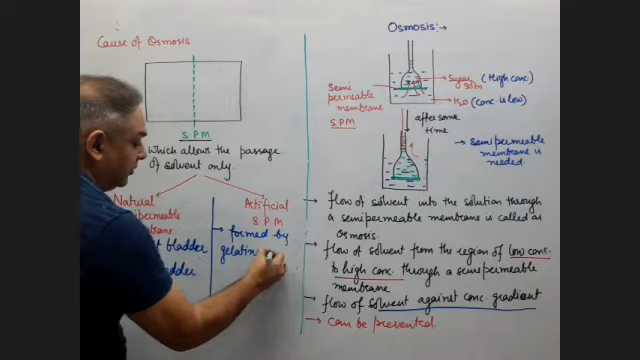 Cause of Osmosis
S.P.M
Which allows the passage
of solvent only.
Natural
permeable
bladder
Artificial
S.P.M
→ formed by
gelatin
Osmosis:→
Sugar soln (High conc)
H₂O (conc. is low)
Semi
permeable
membrane
S.P.M
after some
time
→ semipermeable
membrane is
needed.
→ flow of solvent into the solution through
a semipermeable membrane is called as
osmosis.
→ flow of solvent from the region of low conc.
to high conc. through a semipermeable
membrane
→ flow of solvent against conc. gradient
→ can be prevented.